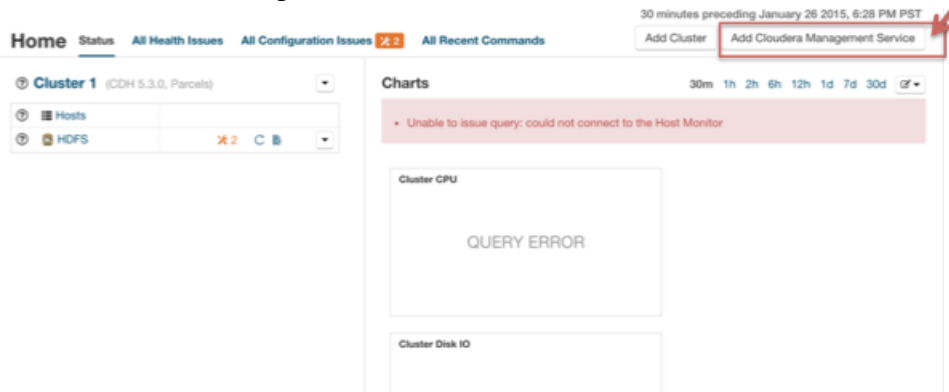 30 minutes preceding January 26 2015, 6:28 PM PST
Home Status All Health Issues All Configuration Issues 2 All Recent Commands Add Cluster Add Cloudera Management Service
Cluster 1 (CDH 5.3.0, Parcels)
Charts 30m 1h 2h 6h 12h 1d 7d 30d
Hosts
HDFS 2
Unable to issue query: could not connect to the Host Monitor
Cluster CPU
QUERY ERROR
Cluster Disk IO